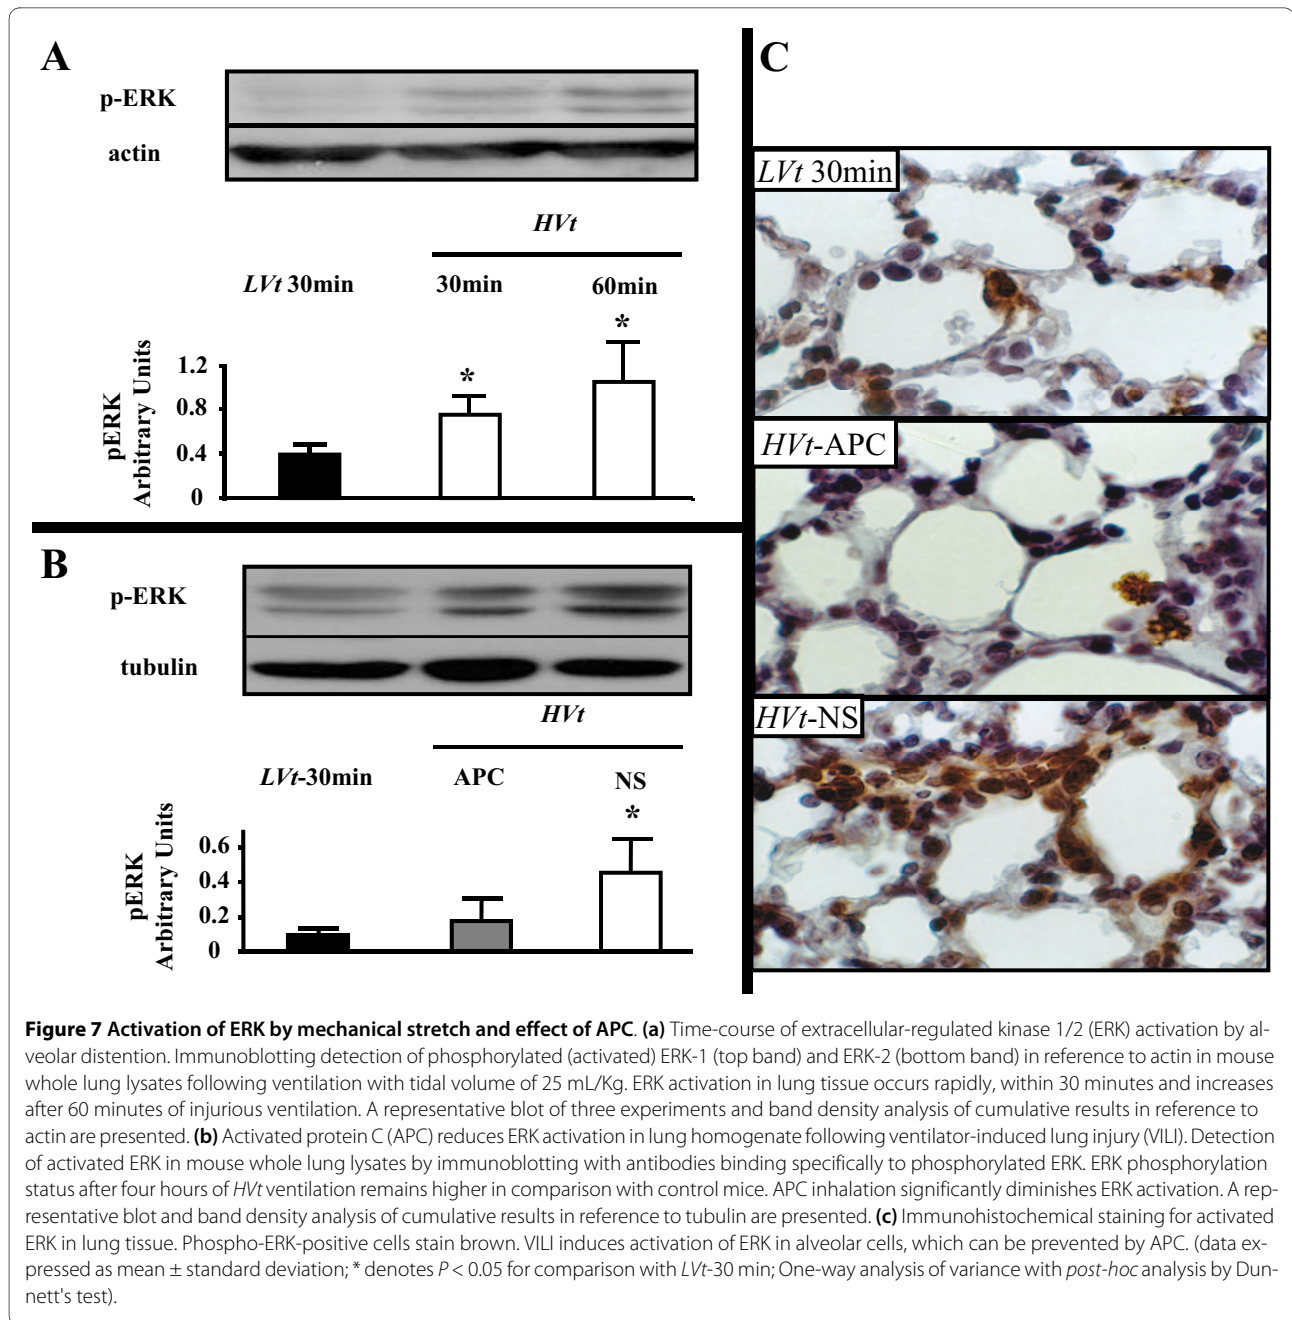 A
p-ERK
actin
HVt
LVt 30min
30min
60min
*
*
pERK
Arbitrary Units
1.2
0.8
0.4
0
B
p-ERK
tubulin
HVt
LVt-30min
APC
NS
*
pERK
Arbitrary Units
0.6
0.4
0.2
0
C
LVt 30min
HVt-APC
HVt-NS
Figure 7 Activation of ERK by mechanical stretch and effect of APC. (a) Time-course of extracellular-regulated kinase 1/2 (ERK) activation by al-
veolar distention. Immunoblotting detection of phosphorylated (activated) ERK-1 (top band) and ERK-2 (bottom band) in reference to actin in mouse
whole lung lysates following ventilation with tidal volume of 25 mL/Kg. ERK activation in lung tissue occurs rapidly, within 30 minutes and increases
after 60 minutes of injurious ventilation. A representative blot of three experiments and band density analysis of cumulative results in reference to
actin are presented. (b) Activated protein C (APC) reduces ERK activation in lung homogenate following ventilator-induced lung injury (VILI). Detection
of activated ERK in mouse whole lung lysates by immunoblotting with antibodies binding specifically to phosphorylated ERK. ERK phosphorylation
status after four hours of HVt ventilation remains higher in comparison with control mice. APC inhalation significantly diminishes ERK activation. A rep-
resentative blot and band density analysis of cumulative results in reference to tubulin are presented. (c) Immunohistochemical staining for activated
ERK in lung tissue. Phospho-ERK-positive cells stain brown. VILI induces activation of ERK in alveolar cells, which can be prevented by APC. (data ex-
pressed as mean ± standard deviation; * denotes P < 0.05 for comparison with LVt-30 min; One-way analysis of variance with post-hoc analysis by Dun-
nett's test).